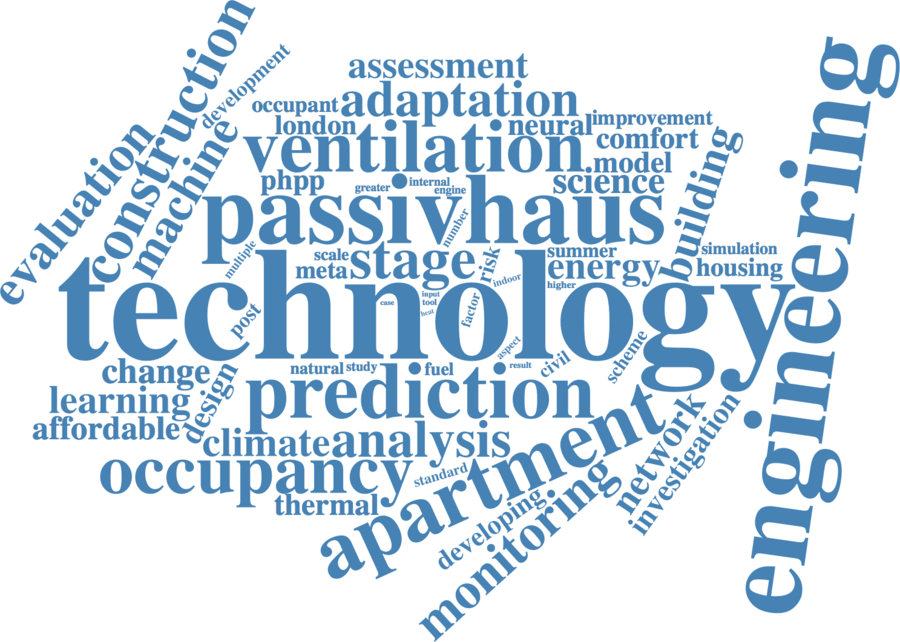 construction
development
evaluation
machine
assessment
occupant
adaptation
london
neural
improvement
ventilation
comfort
model
phpp
greater
internal
engine
science
building
engineering
passivhaus
number
multiple
scale
meta
stage
risk
indoor
summer
energy
higher
simulation
housing
technology
case
input
tool
heat
factor
post
aspect
result
civil
scheme
change
natural
study
fuel
learning
design
prediction
affordable
climate
analysis
apartment
network
investigation
occupancy
standard
thermal
developing
monitoring